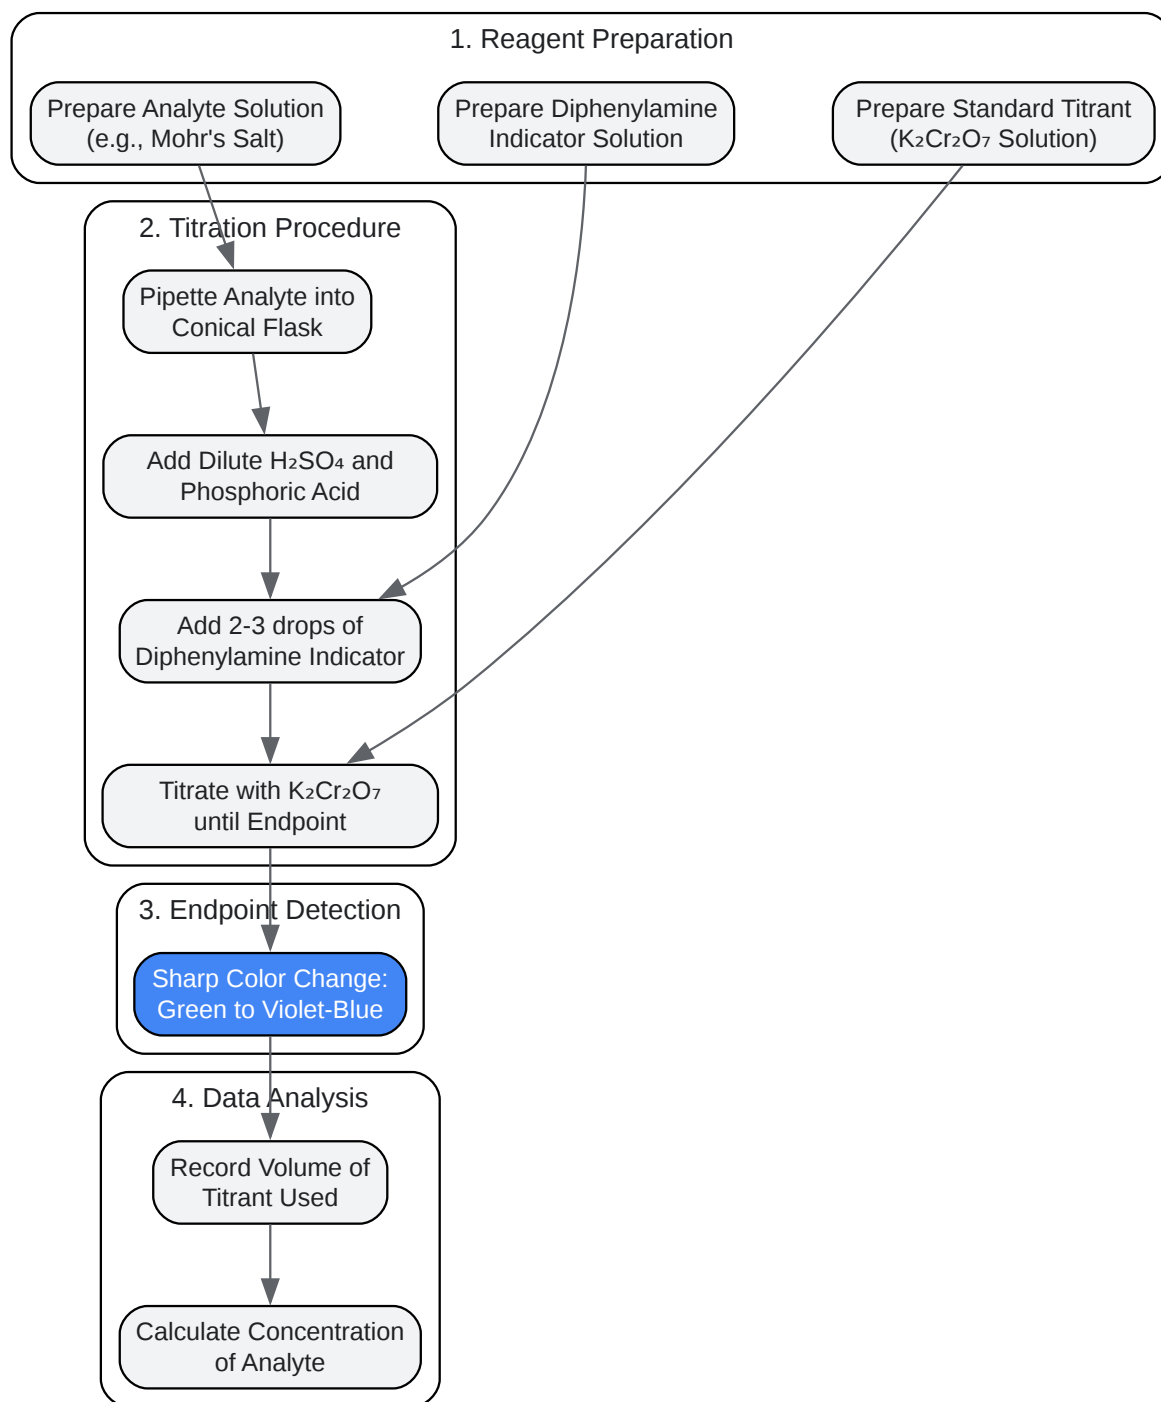 1. Reagent Preparation
Prepare Analyte Solution
(e.g., Mohr's Salt)
Prepare Diphenylamine
Indicator Solution
Prepare Standard Titrant
(K₂Cr₂O₇ Solution)
2. Titration Procedure
Pipette Analyte into
Conical Flask
Add Dilute H₂SO₄ and
Phosphoric Acid
Add 2-3 drops of
Diphenylamine Indicator
Titrate with K₂Cr₂O₇
until Endpoint
3. Endpoint Detection
Sharp Color Change:
Green to Violet-Blue
4. Data Analysis
Record Volume of
Titrant Used
Calculate Concentration
of Analyte